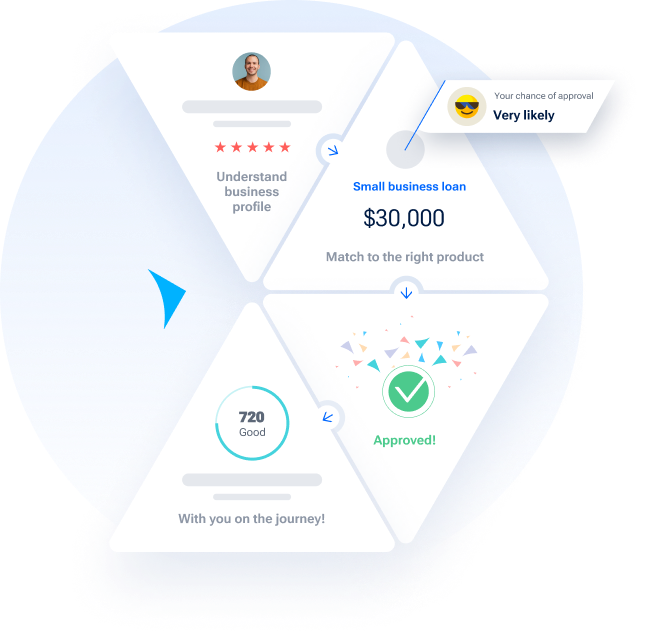 Understand
business
profile
Your chance of approval
Very likely
Small business loan
$30,000
Match to the right product
Approved!
720
Good
With you on the journey!